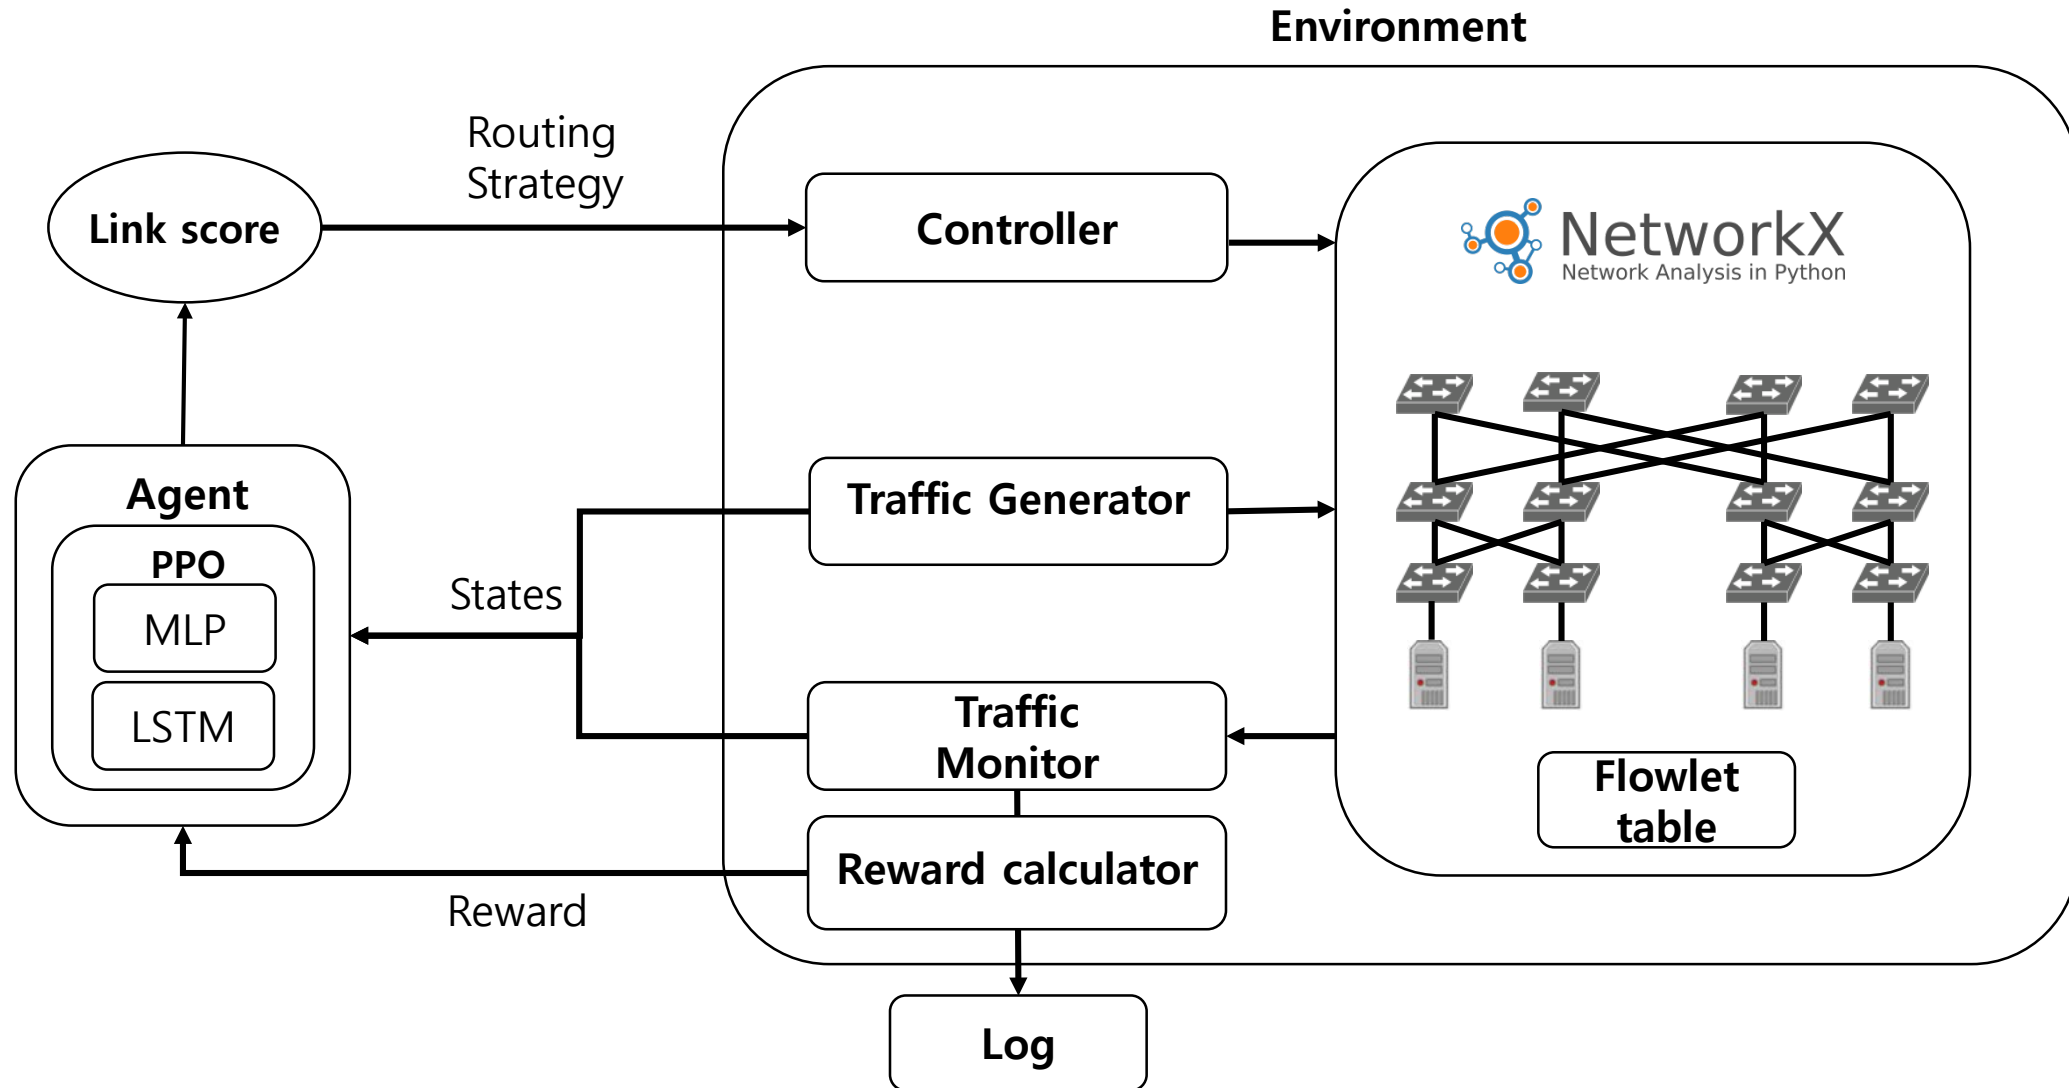 Environment
Routing
Strategy
Link score
Controller
NetworkX
Network Analysis in Python
Agent
PPO
MLP
LSTM
States
Traffic Generator
Traffic
Monitor
Reward calculator
Reward
Flowlet
table
Log